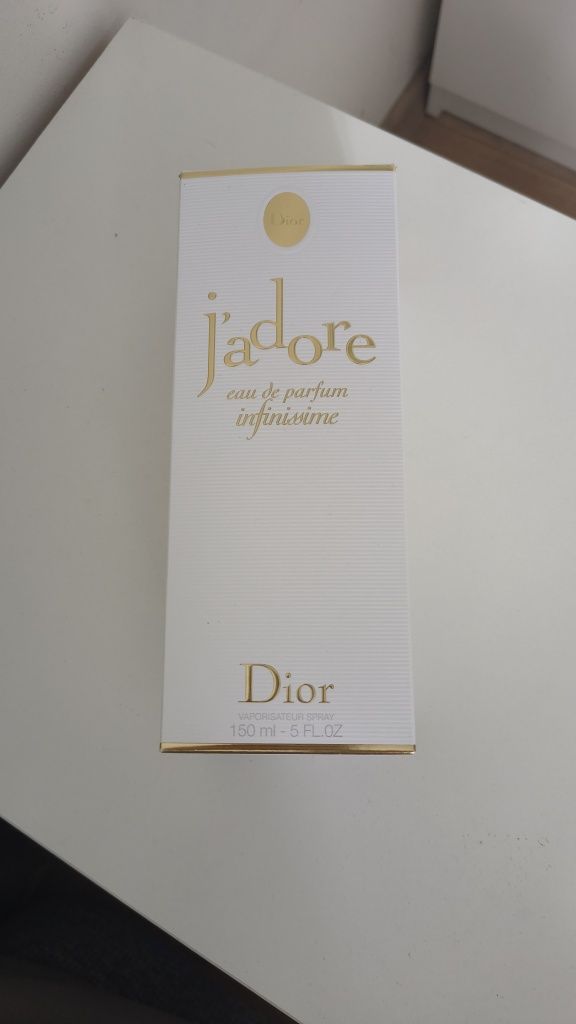 Dior
j'adore
eau de parfum
infinissime
Dior
VAPORISATEUR SPRAY
150 ml - 5 FL.OZ